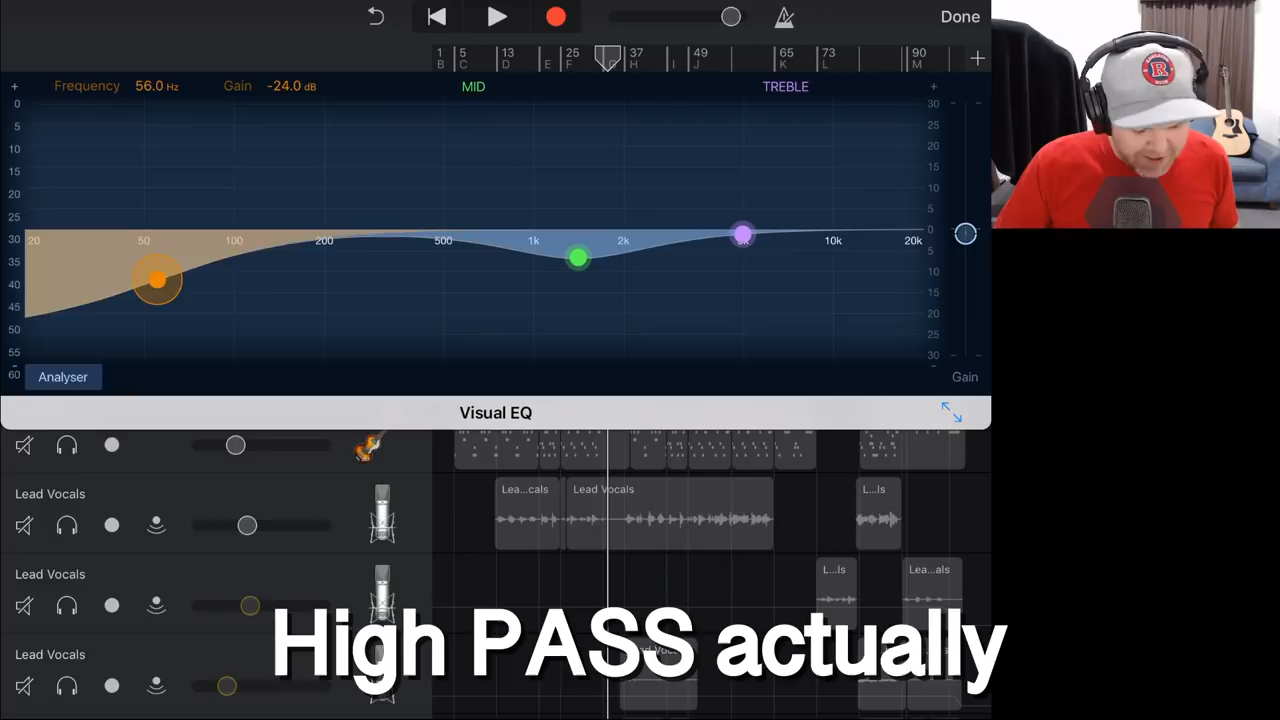 Done
1 5 13 25 37 49 65 73 90
B C D E F G H I J K L M
Frequency 56.0 Hz Gain -24.0 dB MID TREBLE
+ +
0 30
5 25
10 20
15 15
20 10
25 5
30 0
35 5
40 10
45 15
50 20
55 25
60 30
20 50 100 200 500 1k 2k 5k 10k 20k
Analyser Gain
Visual EQ
Lead Vocals
Lea...cals Lead Vocals L...ls
Lead Vocals
L...ls Lea...als
Lead Vocals
High PASS actually
R